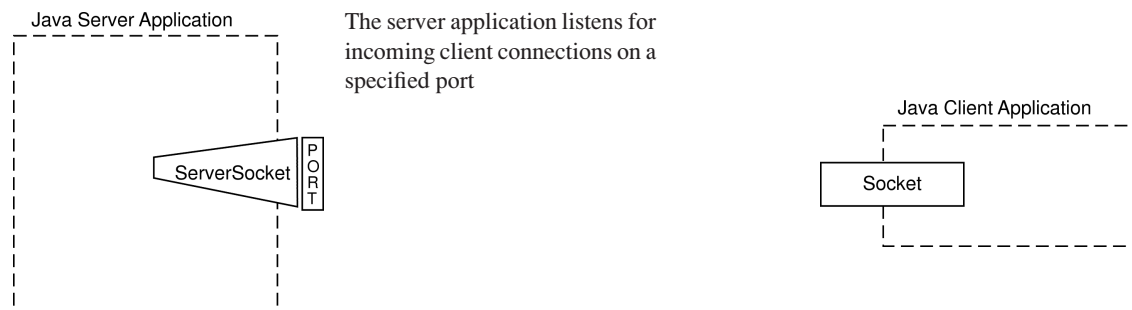 Java Server Application
The server application listens for
incoming client connections on a
specified port
Java Client Application
ServerSocket
PORT
Socket